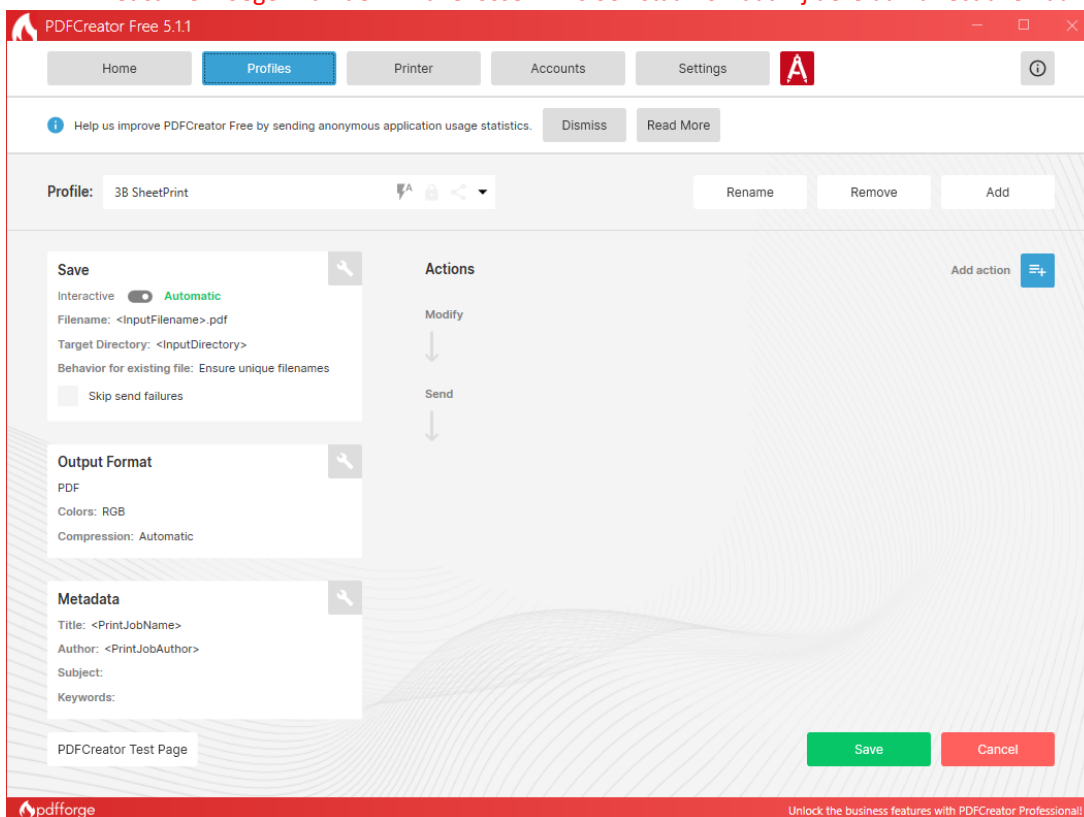 PDFCreator Free 5.1.1
Home Profiles Printer Accounts Settings
Help us improve PDFCreator Free by sending anonymous application usage statistics. Dismiss Read More
Profile: 3B SheetPrint Rename Remove Add
Save
Interactive Automatic
Filename: <InputFilename>.pdf
Target Directory: <InputDirectory>
Behavior for existing file: Ensure unique filenames
Skip send failures
Actions Add action
Modify
Send
Output Format
PDF
Colors: RGB
Compression: Automatic
Metadata
Title: <PrintJobName>
Author: <PrintJobAuthor>
Subject:
Keywords:
PDFCreator Test Page Save Cancel
pdfforge Unlock the business features with PDFCreator Professional!